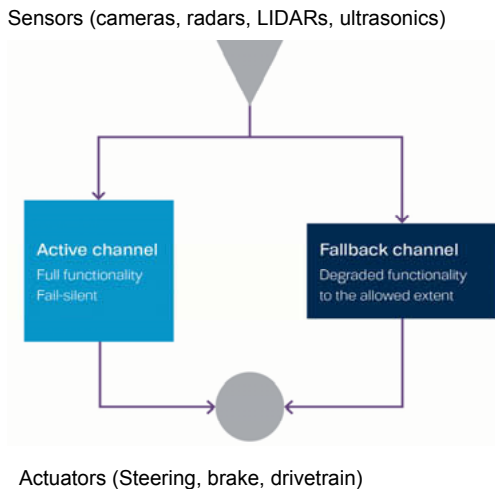 Sensors (cameras, radars, LIDARs, ultrasonics)
Active channel
Full functionality
Fail-silent
Fallback channel
Degraded functionality
to the allowed extent
Actuators (Steering, brake, drivetrain)